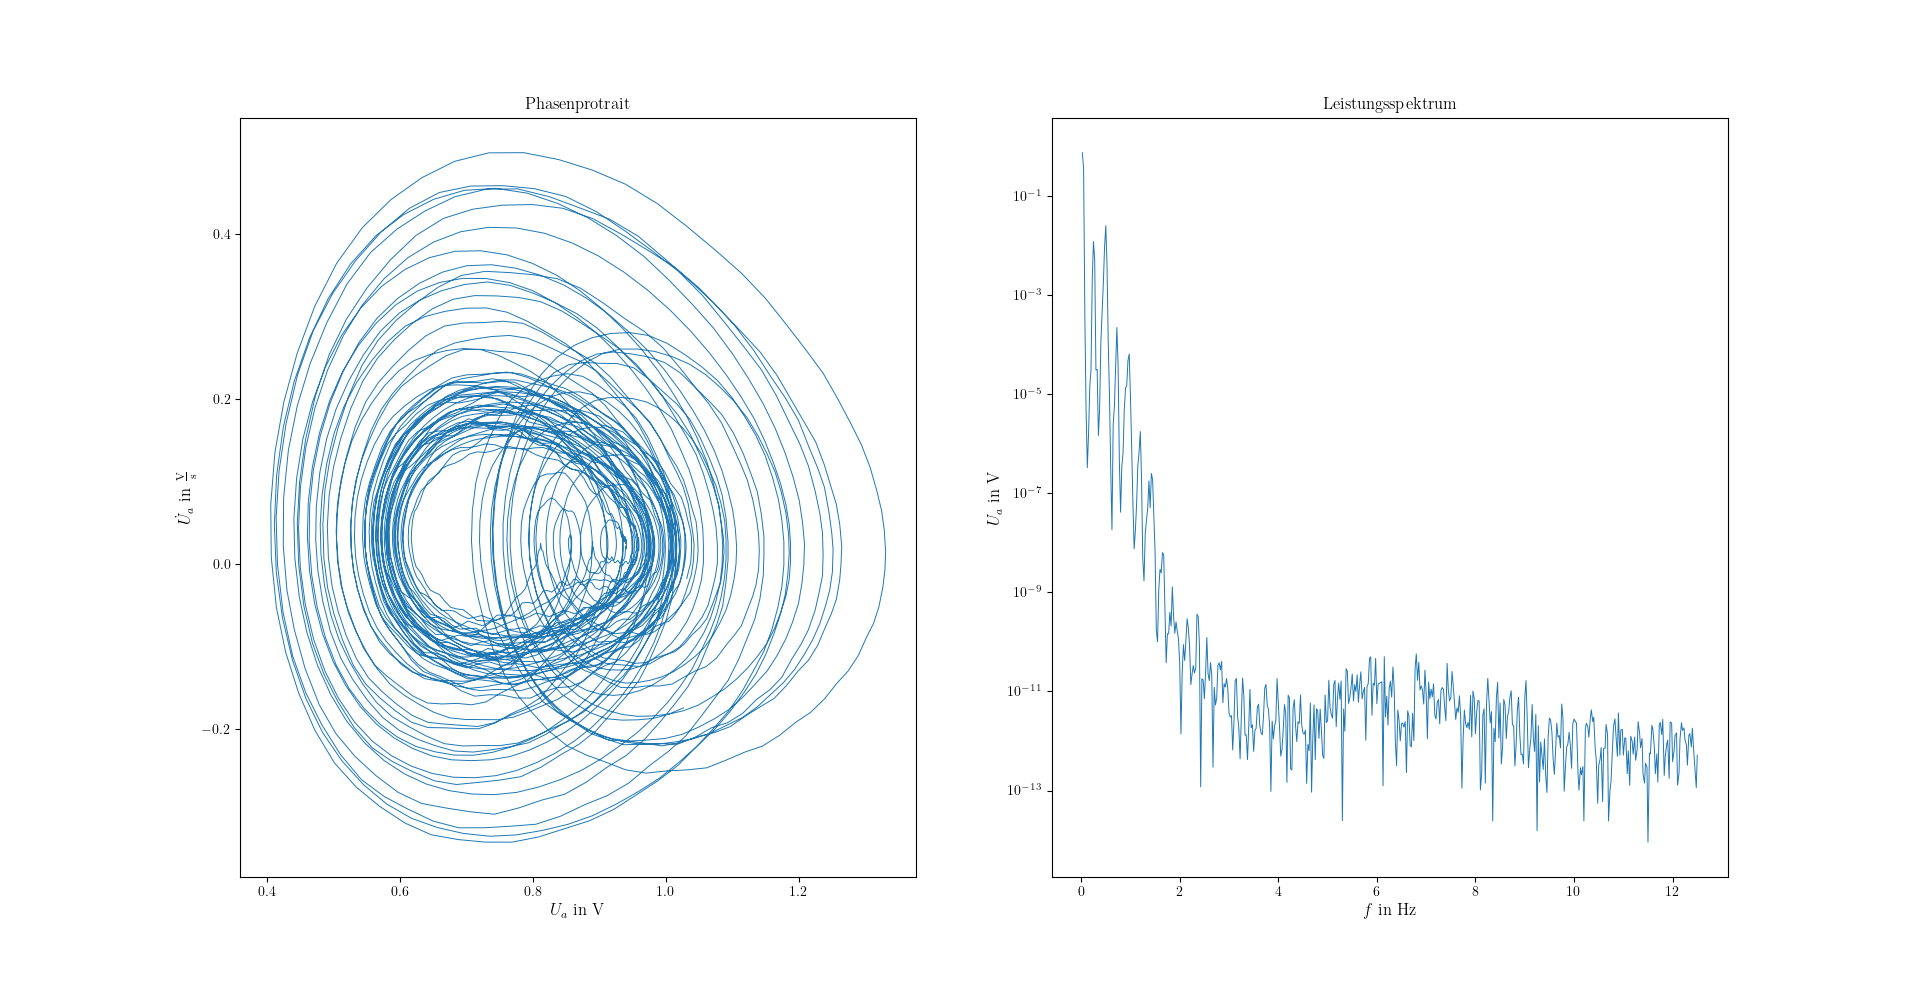 Phasenprotrait
0.4
0.2
0.0
−0.2
U̇ₐ in V/s
0.4 0.6 0.8 1.0 1.2
Uₐ in V
Leistungsspektrum
10⁻¹
10⁻³
10⁻⁵
10⁻⁷
10⁻⁹
10⁻¹¹
10⁻¹³
Uₐ in V
0 2 4 6 8 10 12
f in Hz